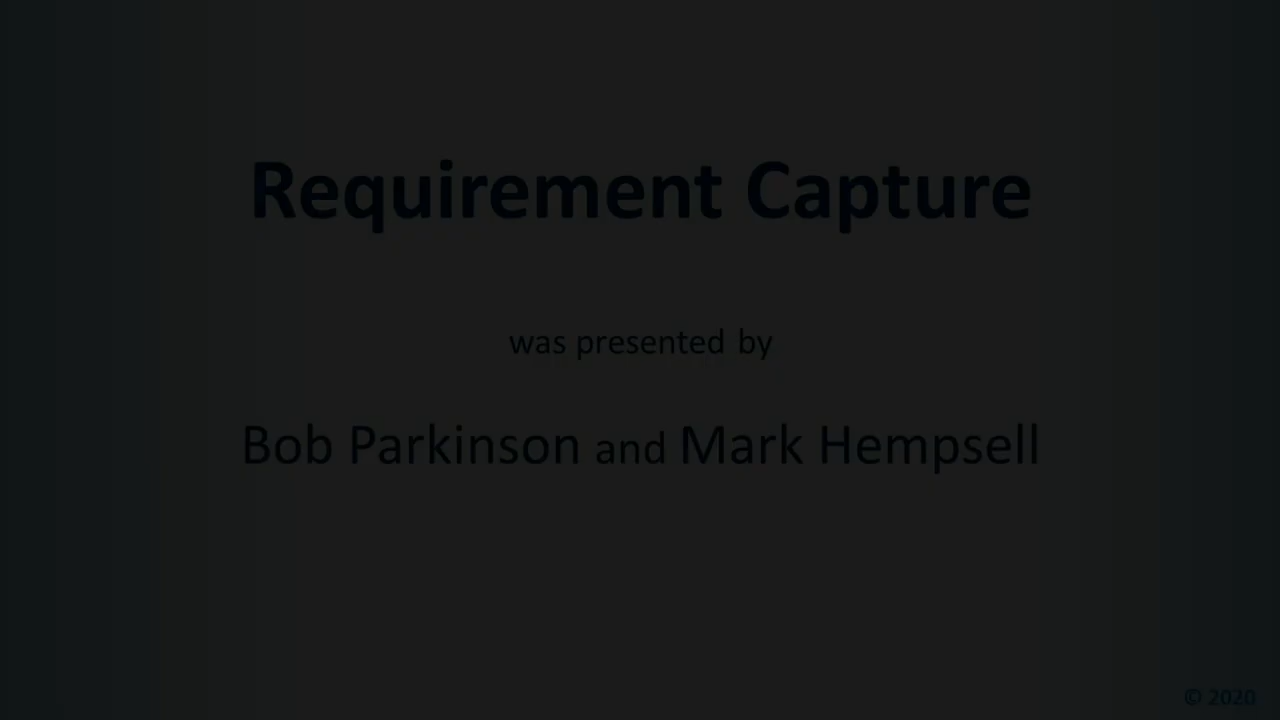 Requirement Capture
was presented by
Bob Parkinson and Mark Hempsell
© 2020